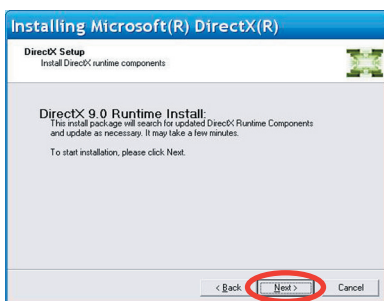 Installing Microsoft(R) DirectX(R)
DirectX Setup
Install DirectX runtime components
DirectX 9.0 Runtime Install:
This install package will search for updated DirectX Runtime Components
and update as necessary. It may take a few minutes.
To start installation, please click Next.
< Back Next > Cancel